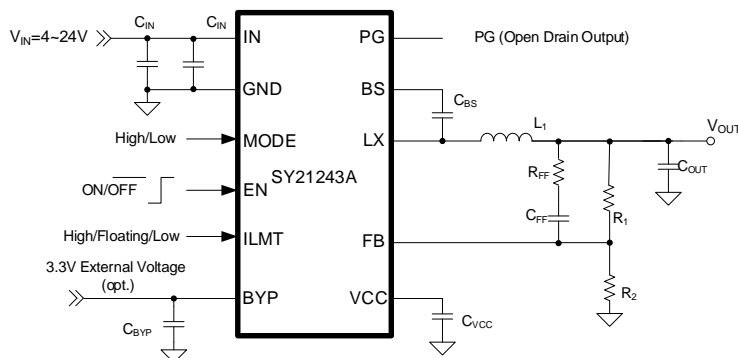 C_IN C_IN
V_IN=4~24V
IN
PG
PG (Open Drain Output)
GND
BS
C_BS
High/Low
MODE
LX
L_1
V_OUT
SY21243A
R_FF
C_OUT
ON/OFF
EN
C_FF
R_1
High/Floating/Low
ILMT
FB
3.3V External Voltage
(opt.)
BYP
VCC
R_2
C_BYP
C_VCC